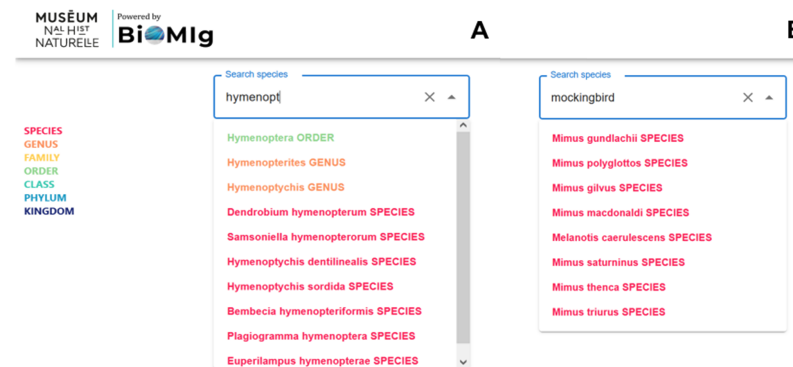 MUSĒUM
NAL HIST
NATURELLE
Powered by
BiOMIg
A
Search species
hymenopt
SPECIES
GENUS
FAMILY
ORDER
CLASS
PHYLUM
KINGDOM
Hymenoptera ORDER
Hymenopterites GENUS
Hymenoptychis GENUS
Dendrobium hymenopterum SPECIES
Samsoniella hymenopterorum SPECIES
Hymenoptychis dentilinealis SPECIES
Hymenoptychis sordida SPECIES
Bembecia hymenopteriformis SPECIES
Plagiogramma hymenoptera SPECIES
Euperilampus hymenopterae SPECIES
Search species
mockingbird
Mimus gundlachii SPECIES
Mimus polyglottos SPECIES
Mimus gilvus SPECIES
Mimus macdonaldi SPECIES
Melanotis caerulescens SPECIES
Mimus saturninus SPECIES
Mimus thenca SPECIES
Mimus triurus SPECIES